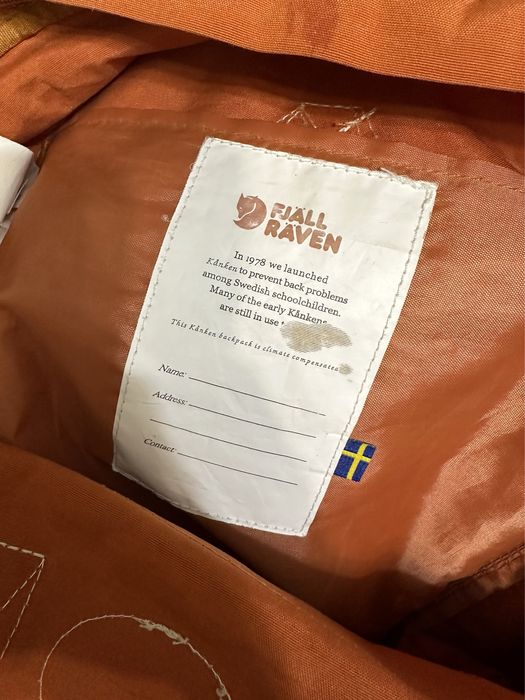 FJÄLL
RÄVEN
In 1978 we launched
Kånken to prevent back problems
among Swedish schoolchildren.
Many of the early Kånkens
are still in use
This Kånken backpack is climate compensated
Name:
Address:
Contact